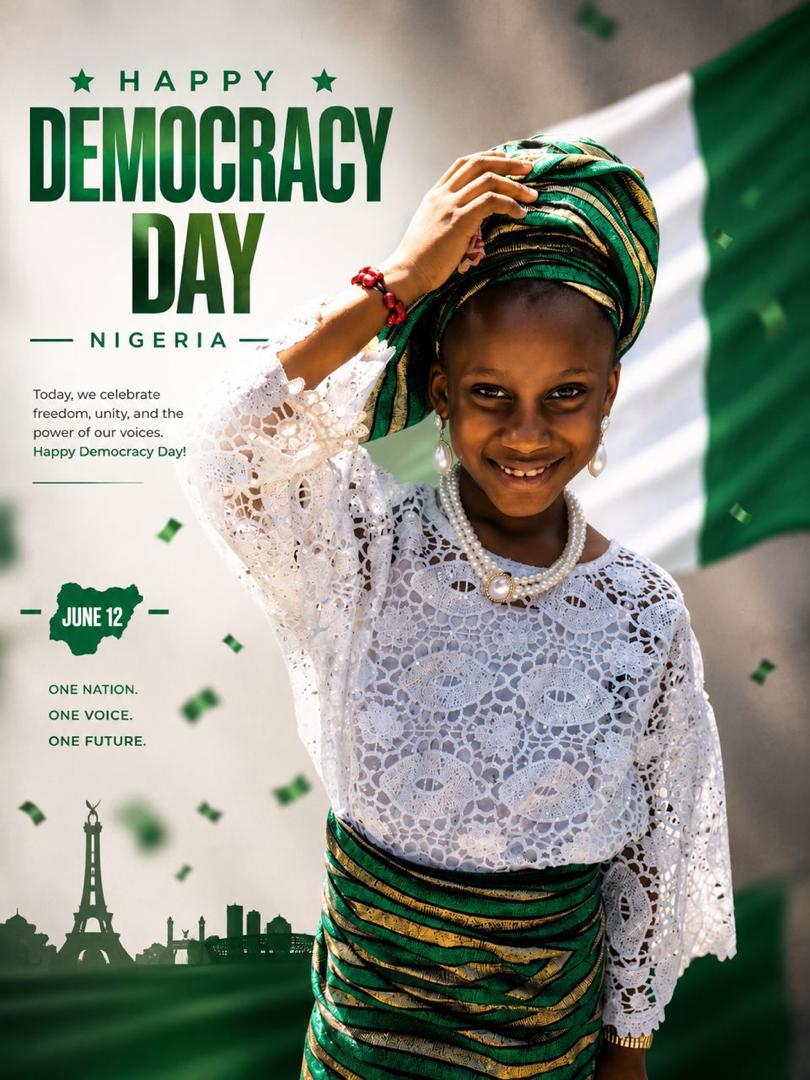 HAPPY
DEMOCRACY
DAY
NIGERIA
Today, we celebrate
freedom, unity, and the
power of our voices.
Happy Democracy Day!
JUNE 12
ONE NATION.
ONE VOICE.
ONE FUTURE.